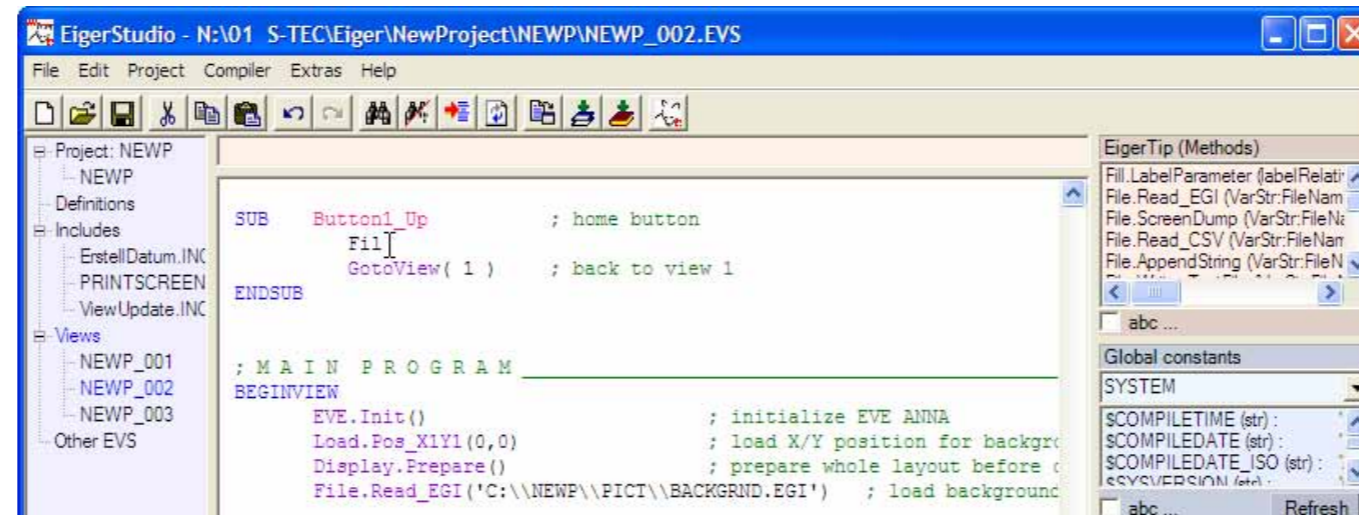 EigerStudio - N:\01 S-TEC\Eiger\NewProject\NEWP\NEWP_002.EVS
File Edit Project Compiler Extras Help
Project: NEWP
NEWP
Definitions
Includes
ErstellDatum.INC
PRINTSCREEN
ViewUpdate.INC
Views
NEWP_001
NEWP_002
NEWP_003
Other EVS
SUB Button1_Up ; home button
Fil
GotoView( 1 ) ; back to view 1
ENDSUB
; M A I N P R O G R A M
BEGINVIEW
EVE.Init() ; initialize EVE ANNA
Load.Pos_X1Y1(0,0) ; load X/Y position for backgro
Display.Prepare() ; prepare whole layout before
File.Read_EGI('C:\\NEWP\\PICT\\BACKGRND.EGI') ; load background
EigerTip (Methods)
Fill.LabelParameter (labelRelati
File.Read_EGI (VarStr:FileNam
File.ScreenDump (VarStr:FileNa
File.Read_CSV (VarStr:FileNam
File.AppendString (VarStr:FileN
abc ...
Global constants
SYSTEM
$COMPILETIME (str) :
$COMPILEDATE (str) :
$COMPILEDATE_ISO (str) :
$SYSVERSION (str) :
abc ... Refresh